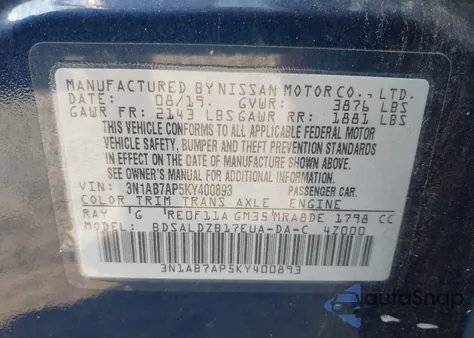 MANUFACTURED BY NISSAN MOTOR CO., LTD.
DATE: 08/19. GVWR: 3876 LBS
GAWR FR: 2143 LBS GAWR RR: 1881 LBS
THIS VEHICLE CONFORMS TO ALL APPLICABLE FEDERAL MOTOR
VEHICLE SAFETY, BUMPER AND THEFT PREVENTION STANDARDS
IN EFFECT ON THE DATE OF MANUFACTURE SHOWN ABOVE.
SEE OWNER'S MANUAL FOR ADDITIONAL INFORMATION.
VIN: 3N1AB7AP5KY400893 PASSENGER CAR.
COLOR TRIM TRANS AXLE ENGINE
RAY G RE0F11A GM35 MRA8DE 1798 CC
MODEL: BDSALDZB17EUA-DA-C 47000
3N1AB7AP5KY400893
autoSnap